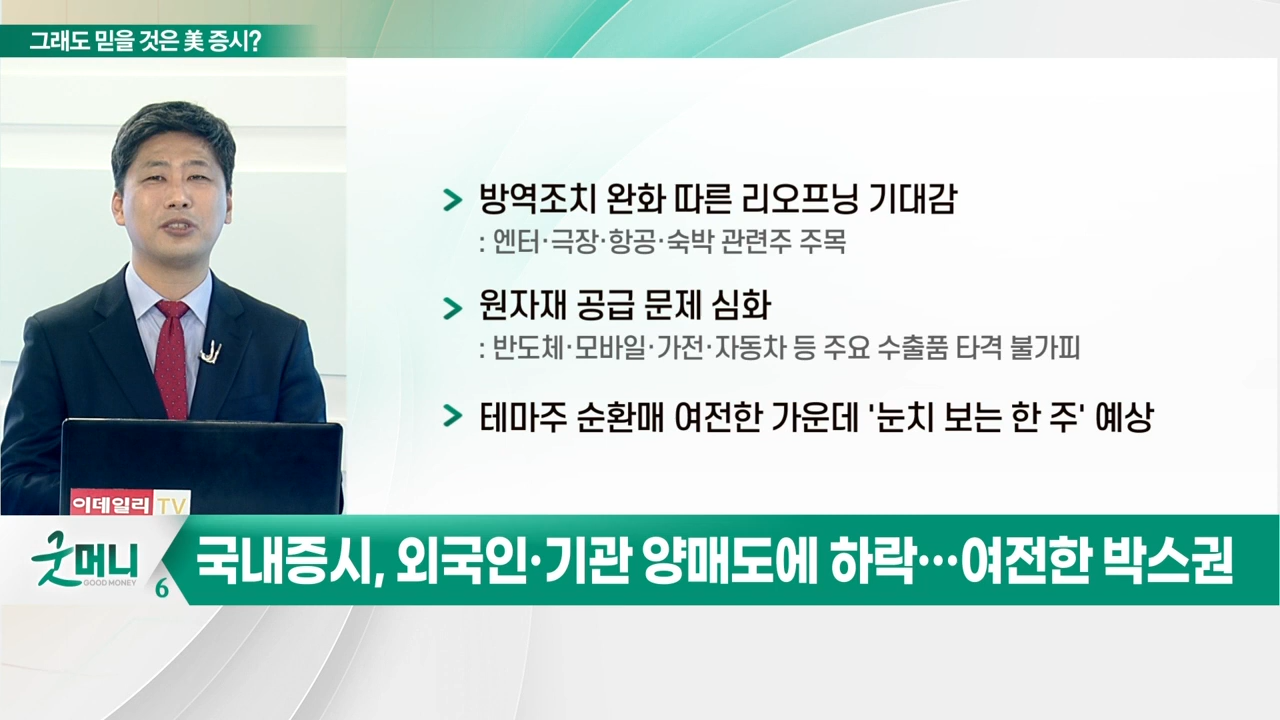 그래도 믿을 것은 美 증시?
방역조치 완화 따른 리오프닝 기대감
: 엔터·극장·항공·숙박 관련주 주목
원자재 공급 문제 심화
: 반도체·모바일·가전·자동차 등 주요 수출품 타격 불가피
테마주 순환매 여전한 가운데 '눈치 보는 한 주' 예상
이데일리 TV
굿머니
GOOD MONEY
6
국내증시, 외국인·기관 양매도에 하락…여전한 박스권